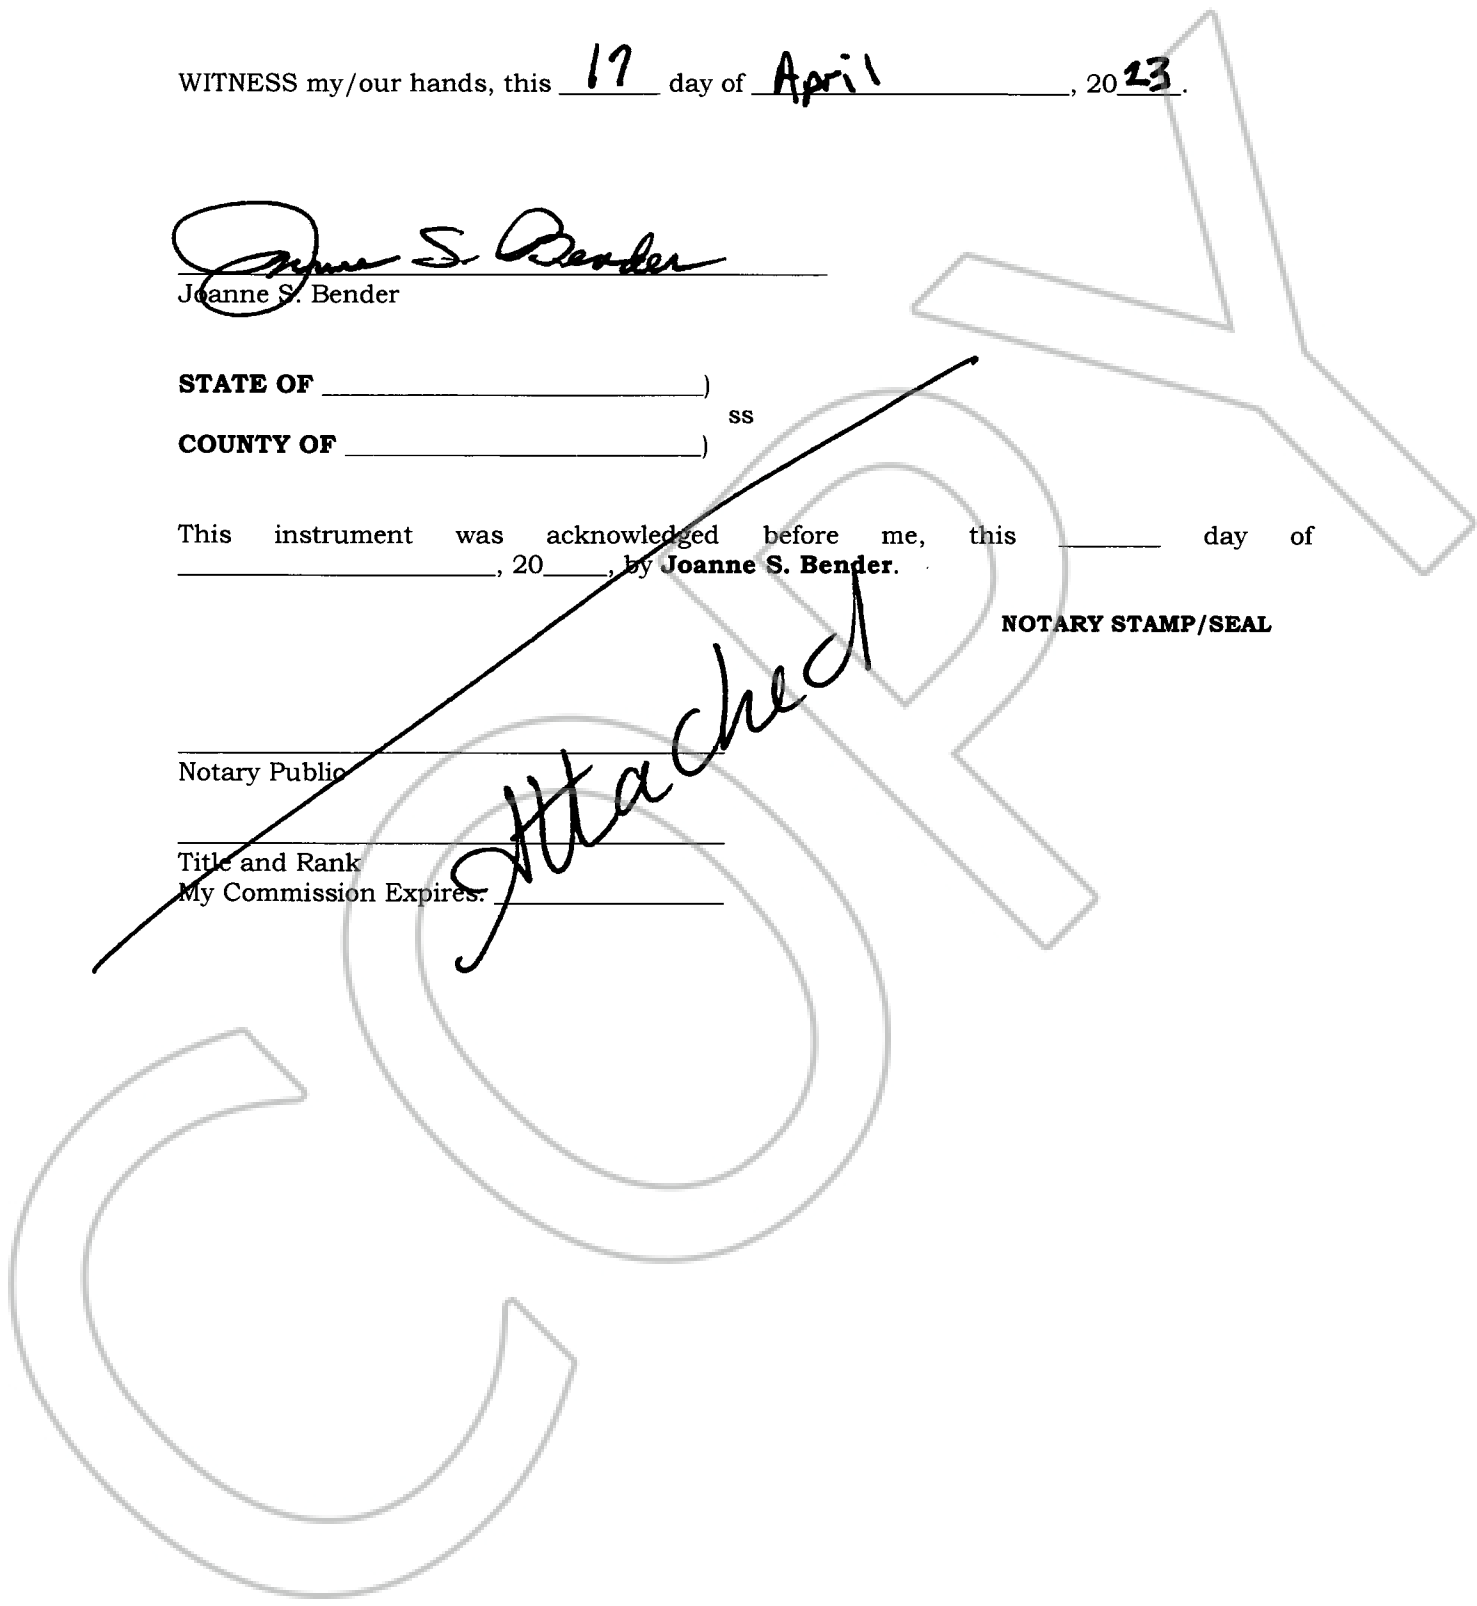 WITNESS my/our hands, this 17 day of April, 2023.
Joanne S. Bender
Joanne S. Bender
STATE OF )
ss
COUNTY OF )
This instrument was acknowledged before me, this day of
, 20 , by Joanne S. Bender.
NOTARY STAMP/SEAL
Attached
Notary Public
Title and Rank
My Commission Expires:
COPY